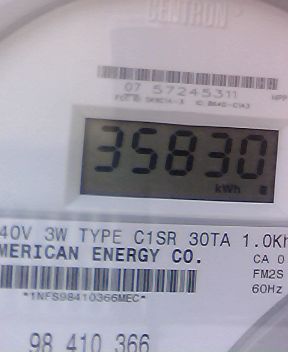 CENTRON
07 57245311
35830
kWh
40V 3W TYPE C1SR 30TA 1.0Kh
MERICAN ENERGY CO.
CA 0
FM2S
60Hz
*1NFS98410366MEC*
98 410 366